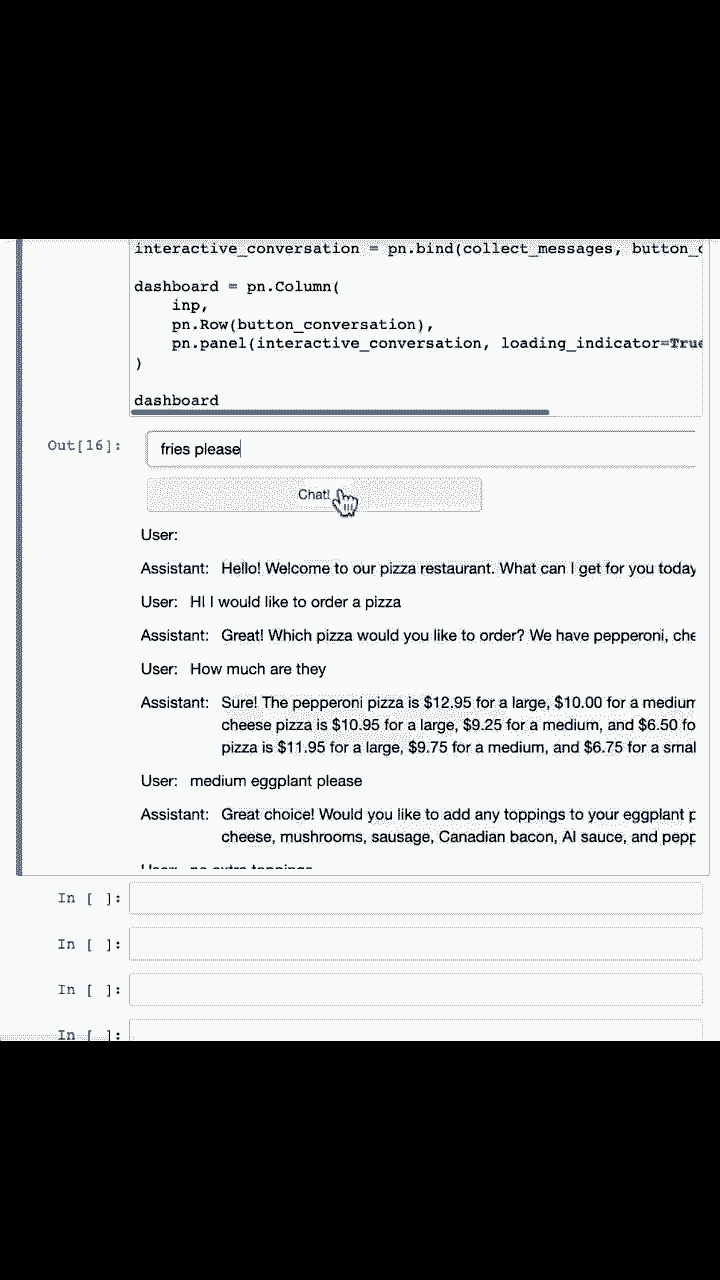 interactive_conversation = pn.bind(collect_messages, button_c
dashboard = pn.Column(
inp,
pn.Row(button_conversation),
pn.panel(interactive_conversation, loading_indicator=True
)
dashboard
Out[16]:
fries please
Chat!
User:
Assistant: Hello! Welcome to our pizza restaurant. What can I get for you today
User: HI I would like to order a pizza
Assistant: Great! Which pizza would you like to order? We have pepperoni, che
User: How much are they
Assistant: Sure! The pepperoni pizza is $12.95 for a large, $10.00 for a medium
cheese pizza is $10.95 for a large, $9.25 for a medium, and $6.50 fo
pizza is $11.95 for a large, $9.75 for a medium, and $6.75 for a smal
User: medium eggplant please
Assistant: Great choice! Would you like to add any toppings to your eggplant p
cheese, mushrooms, sausage, Canadian bacon, AI sauce, and pepp
User: no extra toppings
In [ ]:
In [ ]:
In [ ]:
In [ ]: